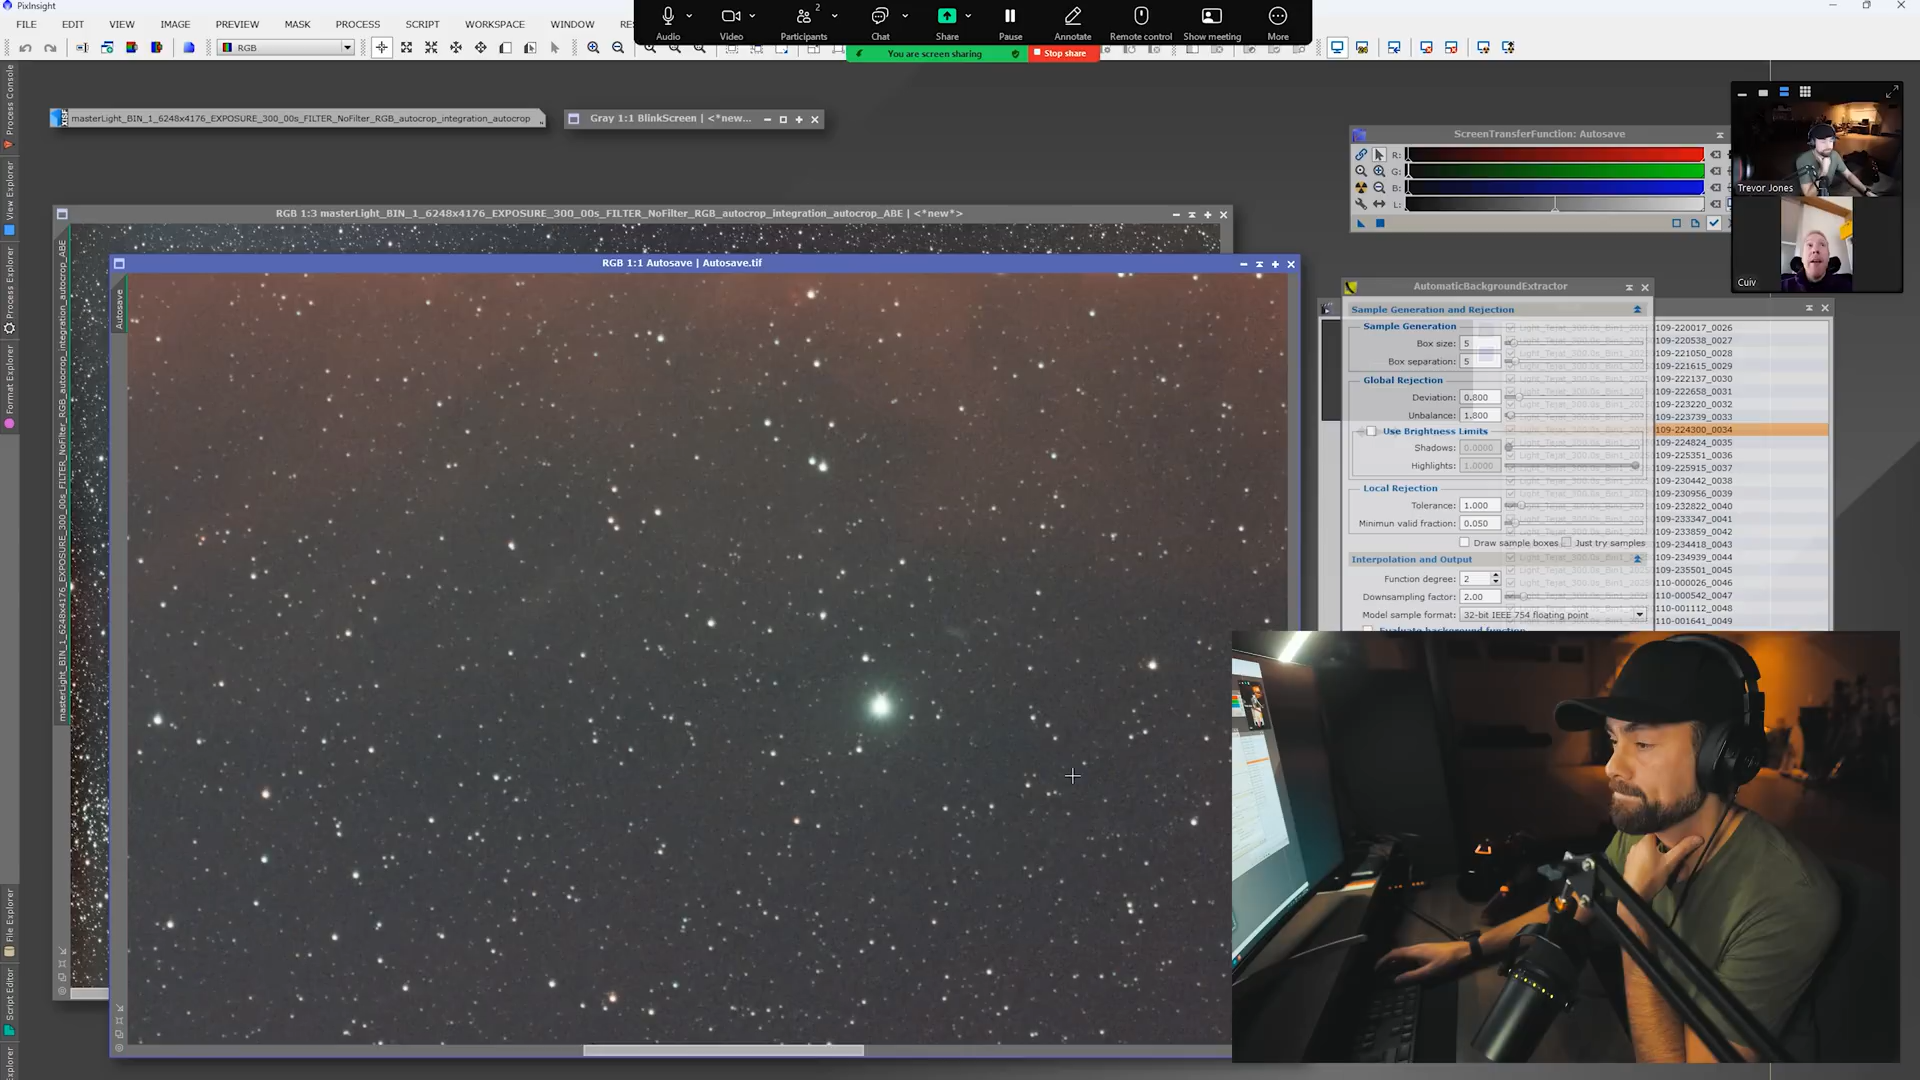 PixInsight
FILE EDIT VIEW IMAGE PREVIEW MASK PROCESS SCRIPT WORKSPACE WINDOW
RGB
Audio Video Participants 2 Chat Share Pause Annotate Remote control Show meeting More
You are screen sharing Stop share
masterLight_BIN_1_6248x4176_EXPOSURE_300_00s_FILTER_NoFilter_RGB_autocrop_integration_autocrop
Gray 1:1 BlinkScreen | <*new...
RGB 1:3 masterLight_BIN_1_6248x4176_EXPOSURE_300_00s_FILTER_NoFilter_RGB_autocrop_integration_autocrop_ABE | <*new*>
masterLight_BIN_1_6248x4176_EXPOSURE_300_00s_FILTER_NoFilter_RGB_autocrop_integration_autocrop_ABE
RGB 1:1 Autosave | Autosave.tif
Autosave
Process Console
View Explorer
Process Explorer
Format Explorer
File Explorer
Script Editor
ScreenTransferFunction: Autosave
R:
G:
B:
L:
Trevor Jones
Cuiv
AutomaticBackgroundExtractor
Sample Generation and Rejection
Sample Generation
Box size: 5
Box separation: 5
Global Rejection
Deviation: 0.800
Unbalance: 1.800
Use Brightness Limits
Shadows: 0.0000
Highlights: 1.0000
Local Rejection
Tolerance: 1.000
Minimun valid fraction: 0.050
Draw sample boxes Just try samples
Interpolation and Output
Function degree: 2
Downsampling factor: 2.00
Model sample format: 32-bit IEEE 754 floating point
109-220017_0026
109-220538_0027
109-221050_0028
109-221615_0029
109-222137_0030
109-222658_0031
109-223220_0032
109-223739_0033
109-224300_0034
109-224824_0035
109-225351_0036
109-225915_0037
109-230442_0038
109-230956_0039
109-232822_0040
109-233347_0041
109-233859_0042
109-234418_0043
109-234939_0044
109-235501_0045
110-000026_0046
110-000542_0047
110-001112_0048
110-001641_0049